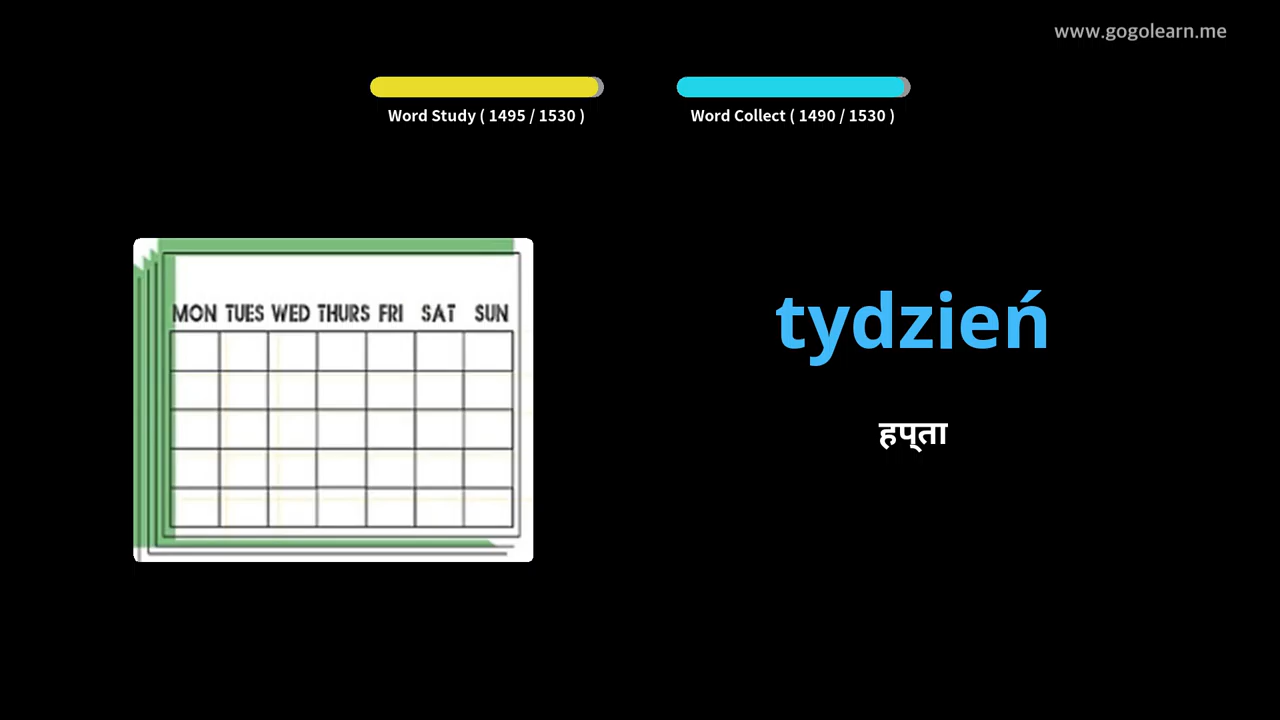 www.gogolearn.me
Word Study ( 1495 / 1530 )
Word Collect ( 1490 / 1530 )
MON TUES WED THURS FRI SAT SUN
tydzień
हप्‌ता